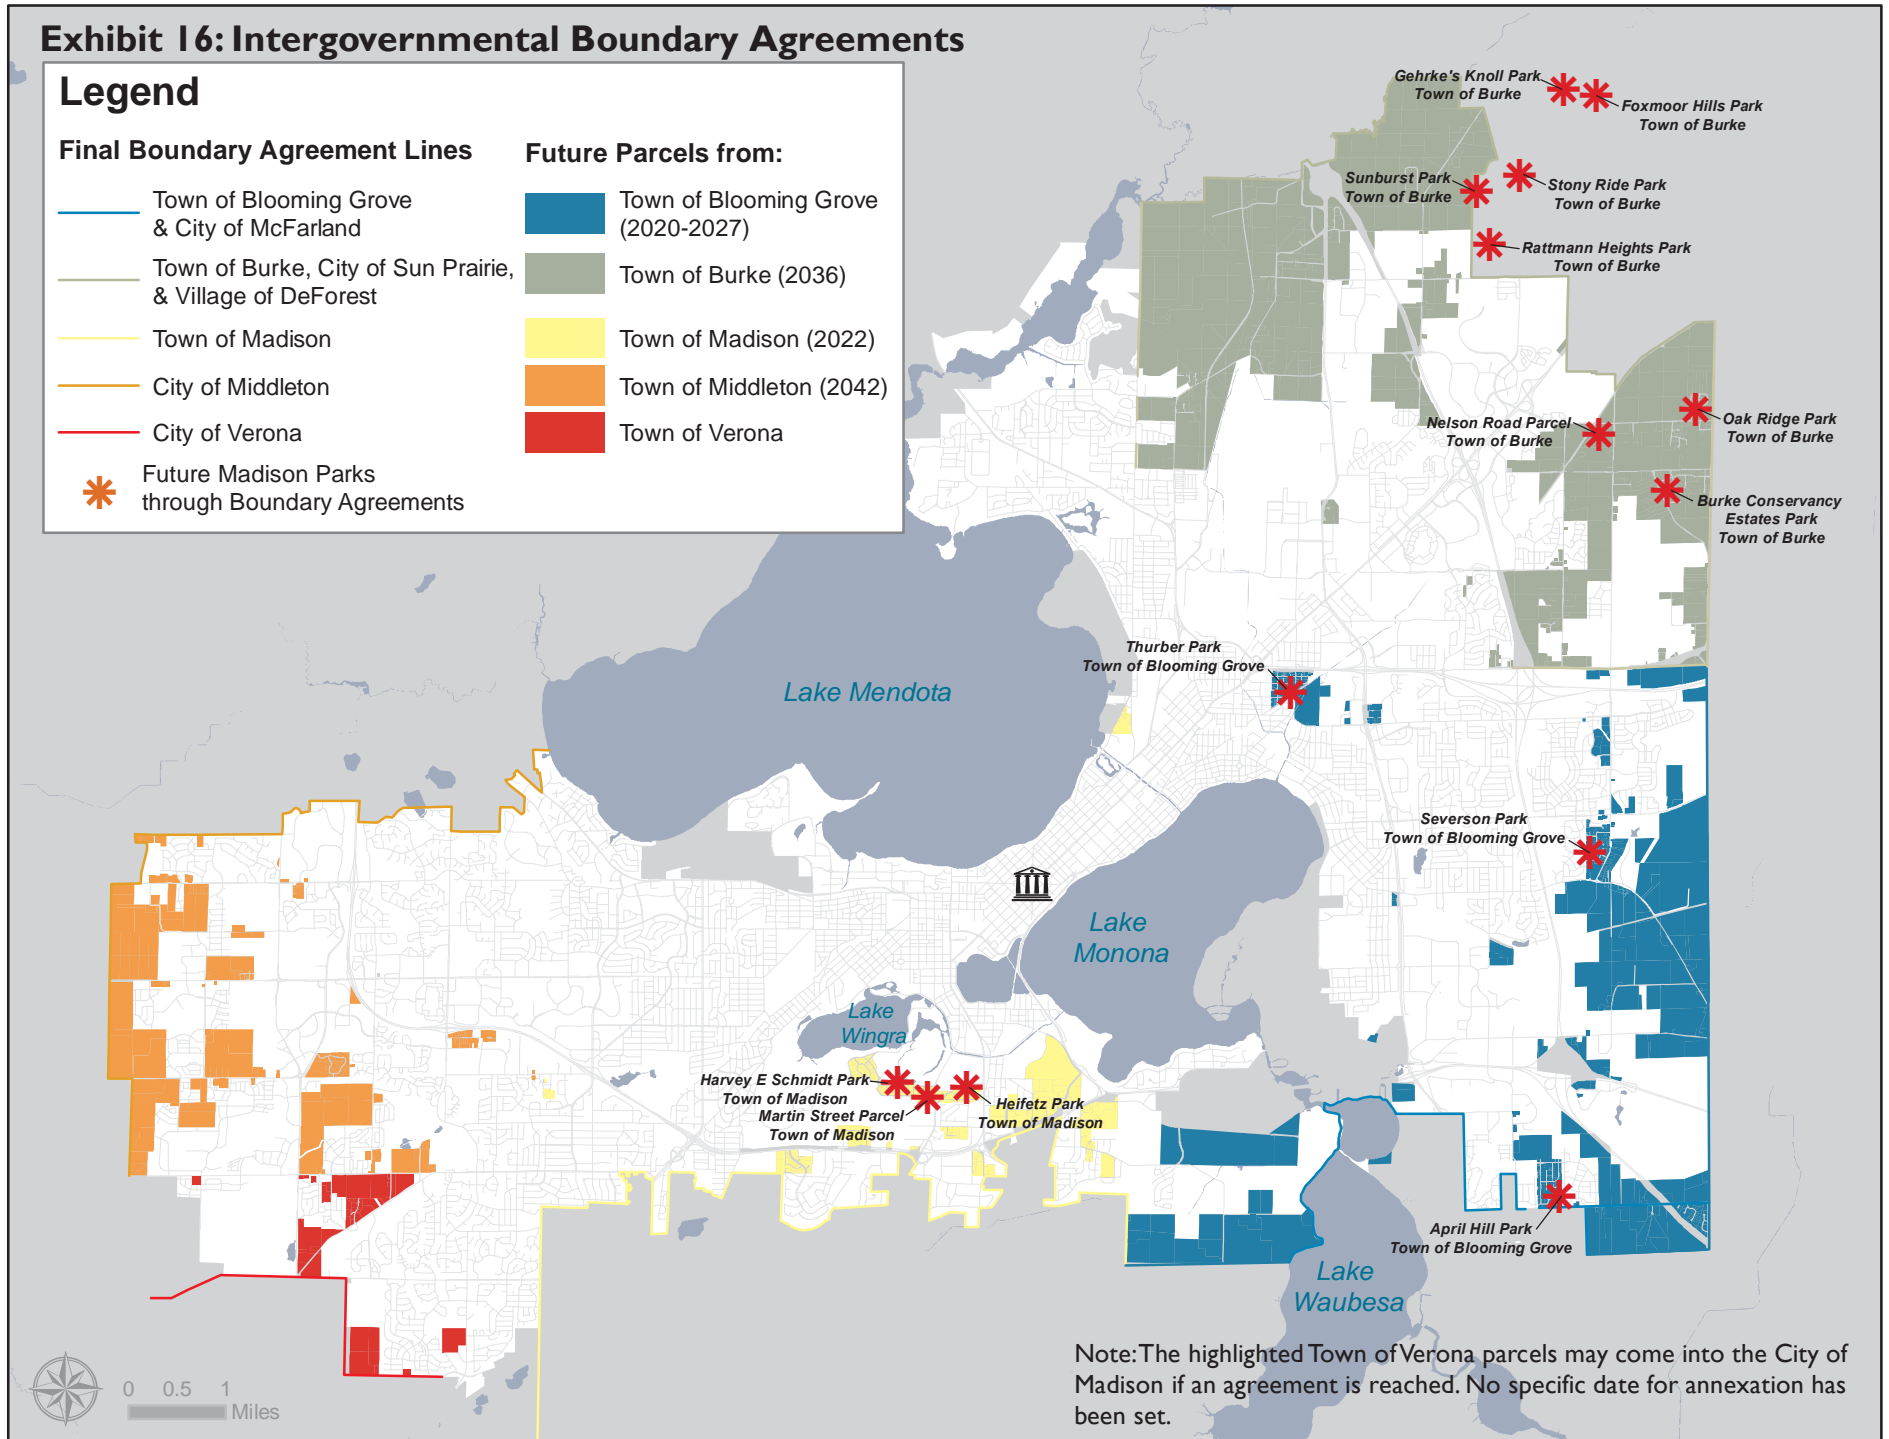 Exhibit 16: Intergovernmental Boundary Agreements
Legend
Final Boundary Agreement Lines
Town of Blooming Grove
& City of McFarland
Town of Burke, City of Sun Prairie,
& Village of DeForest
Town of Madison
City of Middleton
City of Verona
Future Madison Parks
through Boundary Agreements
Future Parcels from:
Town of Blooming Grove
(2020-2027)
Town of Burke (2036)
Town of Madison (2022)
Town of Middleton (2042)
Town of Verona
Gehrke's Knoll Park
Town of Burke
Foxmoor Hills Park
Town of Burke
Sunburst Park
Town of Burke
Stony Ride Park
Town of Burke
Rattmann Heights Park
Town of Burke
Nelson Road Parcel
Town of Burke
Oak Ridge Park
Town of Burke
Burke Conservancy
Estates Park
Town of Burke
Thurber Park
Town of Blooming Grove
Lake Mendota
Severson Park
Town of Blooming Grove
Lake
Monona
Lake
Wingra
Harvey E Schmidt Park
Town of Madison
Martin Street Parcel
Town of Madison
Heifetz Park
Town of Madison
April Hill Park
Town of Blooming Grove
Lake
Waubesa
Note: The highlighted Town of Verona parcels may come into the City of
Madison if an agreement is reached. No specific date for annexation has
been set.
0 0.5 1
Miles